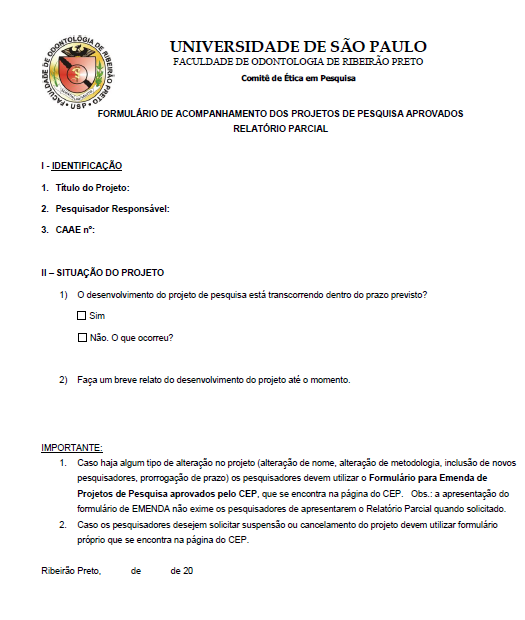 FACULDADE DE ODONTOLOGIA DE RIBEIRÃO PRETO
USP
UNIVERSIDADE DE SÃO PAULO
FACULDADE DE ODONTOLOGIA DE RIBEIRÃO PRETO
Comitê de Ética em Pesquisa
FORMULÁRIO DE ACOMPANHAMENTO DOS PROJETOS DE PESQUISA APROVADOS
RELATÓRIO PARCIAL
I - IDENTIFICAÇÃO
1. Título do Projeto:
2. Pesquisador Responsável:
3. CAAE nº:
II – SITUAÇÃO DO PROJETO
1) O desenvolvimento do projeto de pesquisa está transcorrendo dentro do prazo previsto?
☐ Sim
☐ Não. O que ocorreu?
2) Faça um breve relato do desenvolvimento do projeto até o momento.
IMPORTANTE:
1. Caso haja algum tipo de alteração no projeto (alteração de nome, alteração de metodologia, inclusão de novos
pesquisadores, prorrogação de prazo) os pesquisadores devem utilizar o Formulário para Emenda de
Projetos de Pesquisa aprovados pelo CEP, que se encontra na página do CEP. Obs.: a apresentação do
formulário de EMENDA não exime os pesquisadores de apresentarem o Relatório Parcial quando solicitado.
2. Caso os pesquisadores desejem solicitar suspensão ou cancelamento do projeto devem utilizar formulário
próprio que se encontra na página do CEP.
Ribeirão Preto, de de 20